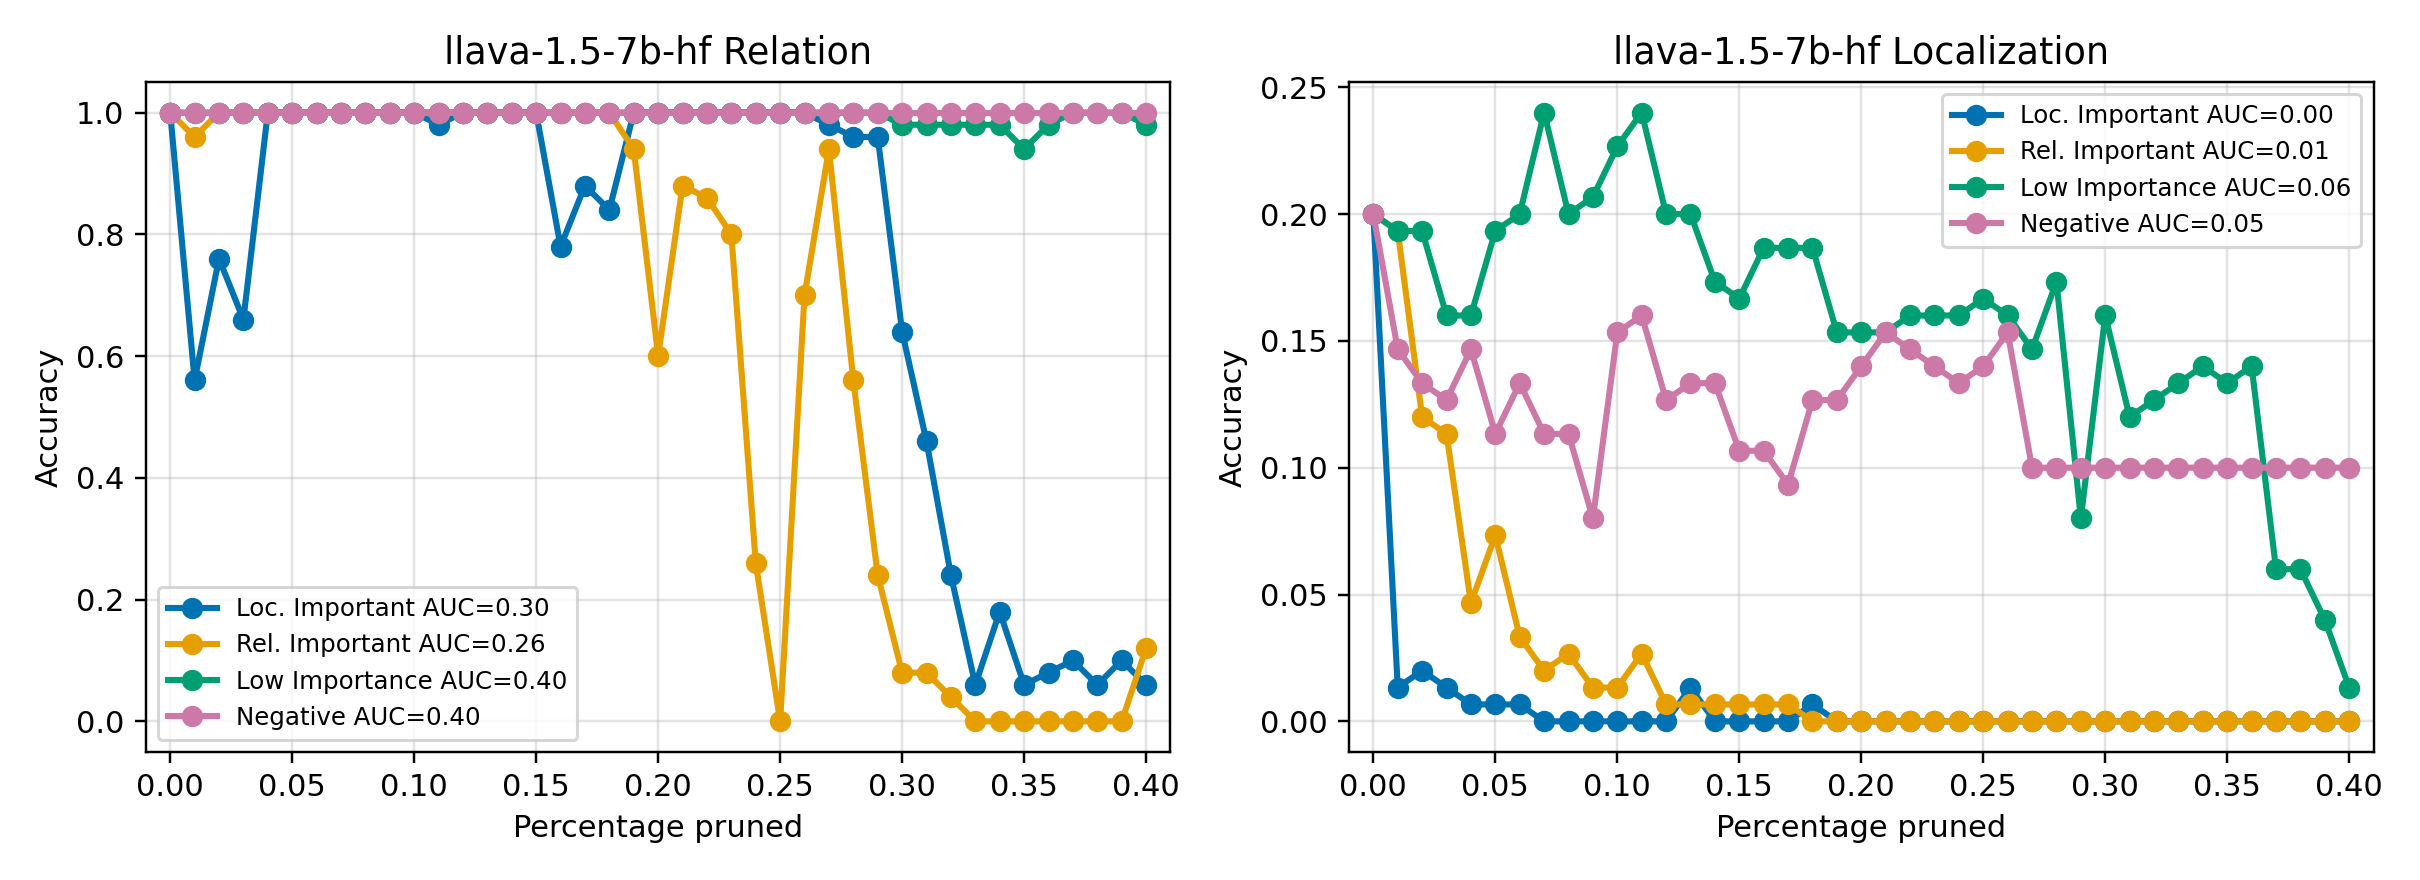 llava-1.5-7b-hf Relation
Accuracy
1.0
0.8
0.6
0.4
0.2
0.0
Loc. Important AUC=0.30
Rel. Important AUC=0.26
Low Importance AUC=0.40
Negative AUC=0.40
0.00 0.05 0.10 0.15 0.20 0.25 0.30 0.35 0.40
Percentage pruned
llava-1.5-7b-hf Localization
Accuracy
0.25
0.20
0.15
0.10
0.05
0.00
Loc. Important AUC=0.00
Rel. Important AUC=0.01
Low Importance AUC=0.06
Negative AUC=0.05
0.00 0.05 0.10 0.15 0.20 0.25 0.30 0.35 0.40
Percentage pruned